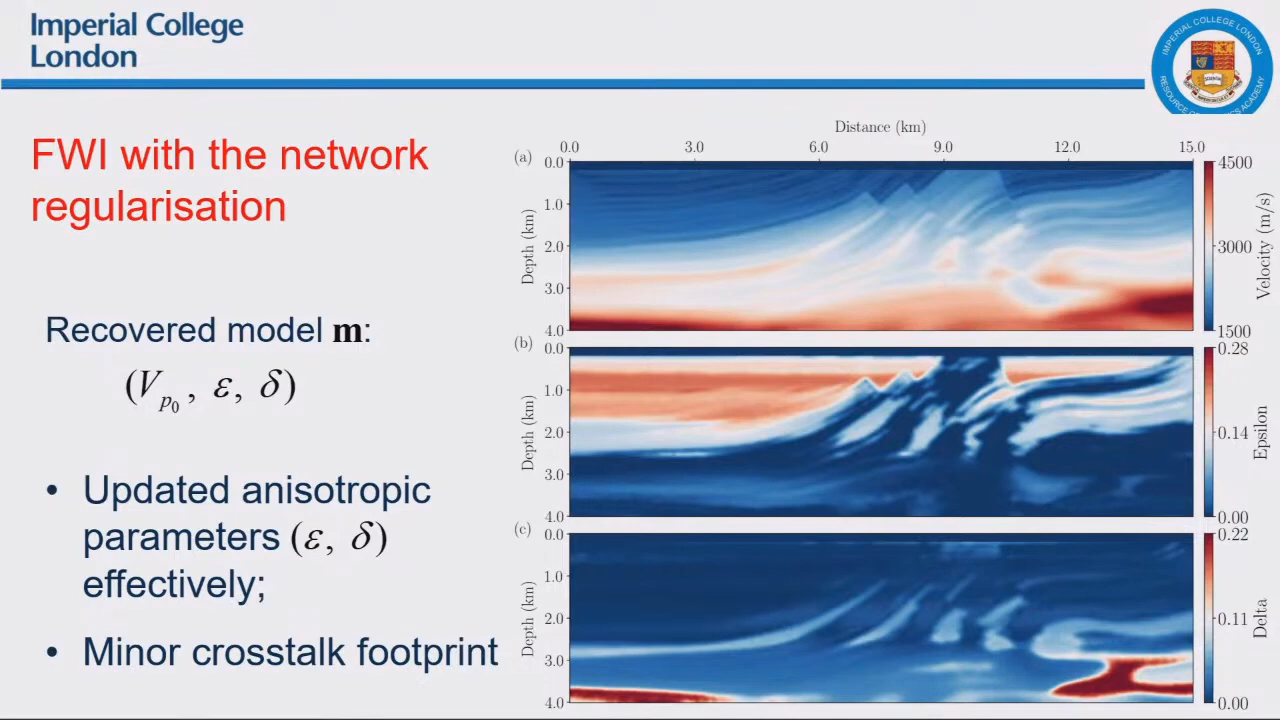 Imperial College
London
IMPERIAL COLLEGE LONDON
FWI with the network
regularisation
Recovered model m:
(Vp₀, ε, δ)
• Updated anisotropic
parameters (ε, δ)
effectively;
• Minor crosstalk footprint
Distance (km)
0.0 3.0 6.0 9.0 12.0 15.0
(a)
Depth (km)
0.0
1.0
2.0
3.0
4.0
4500
3000
1500
Velocity (m/s)
(b)
Depth (km)
0.0
1.0
2.0
3.0
4.0
0.28
0.14
0.00
Epsilon
(c)
Depth (km)
0.0
1.0
2.0
3.0
4.0
0.22
0.11
0.00
Delta